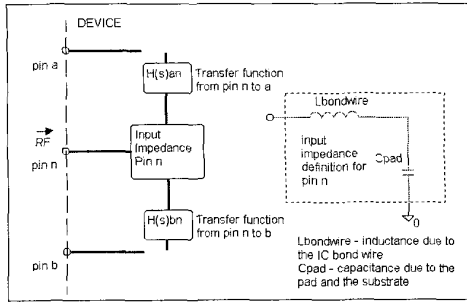 DEVICE
pin a
H(s)an
Transfer function
from pin n to a
RF
pin n
Input
Impedance
Pin n
H(s)bn
Transfer function
from pin n to b
pin b
Lbondwire
input
impedance
definition for
pin n
Cpad
0
Lbondwire - inductance due to
the IC bond wire
Cpad - capacitance due to the
pad and the substrate